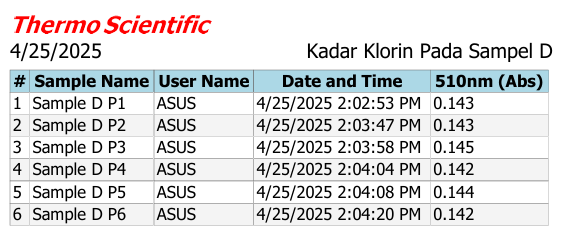 Thermo Scientific
4/25/2025 Kadar Klorin Pada Sampel D
# Sample Name User Name Date and Time 510nm (Abs)
1 Sample D P1 ASUS 4/25/2025 2:02:53 PM 0.143
2 Sample D P2 ASUS 4/25/2025 2:03:47 PM 0.143
3 Sample D P3 ASUS 4/25/2025 2:03:58 PM 0.145
4 Sample D P4 ASUS 4/25/2025 2:04:04 PM 0.142
5 Sample D P5 ASUS 4/25/2025 2:04:08 PM 0.144
6 Sample D P6 ASUS 4/25/2025 2:04:20 PM 0.142